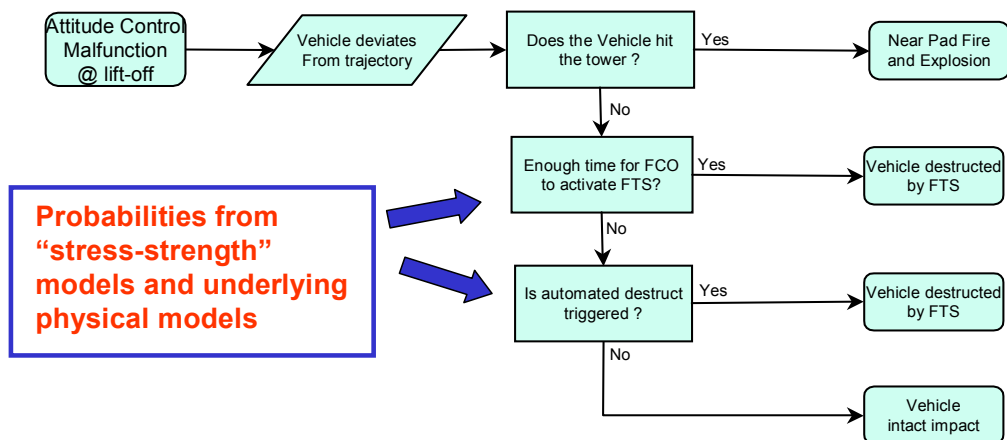 Attitude Control
Malfunction
@ lift-off
Vehicle deviates
From trajectory
Does the Vehicle hit
the tower ?
Yes
Near Pad Fire
and Explosion
No
Enough time for FCO
to activate FTS?
Yes
Vehicle destructed
by FTS
Probabilities from
“stress-strength”
models and underlying
physical models
No
Is automated destruct
triggered ?
Yes
Vehicle destructed
by FTS
No
Vehicle
intact impact